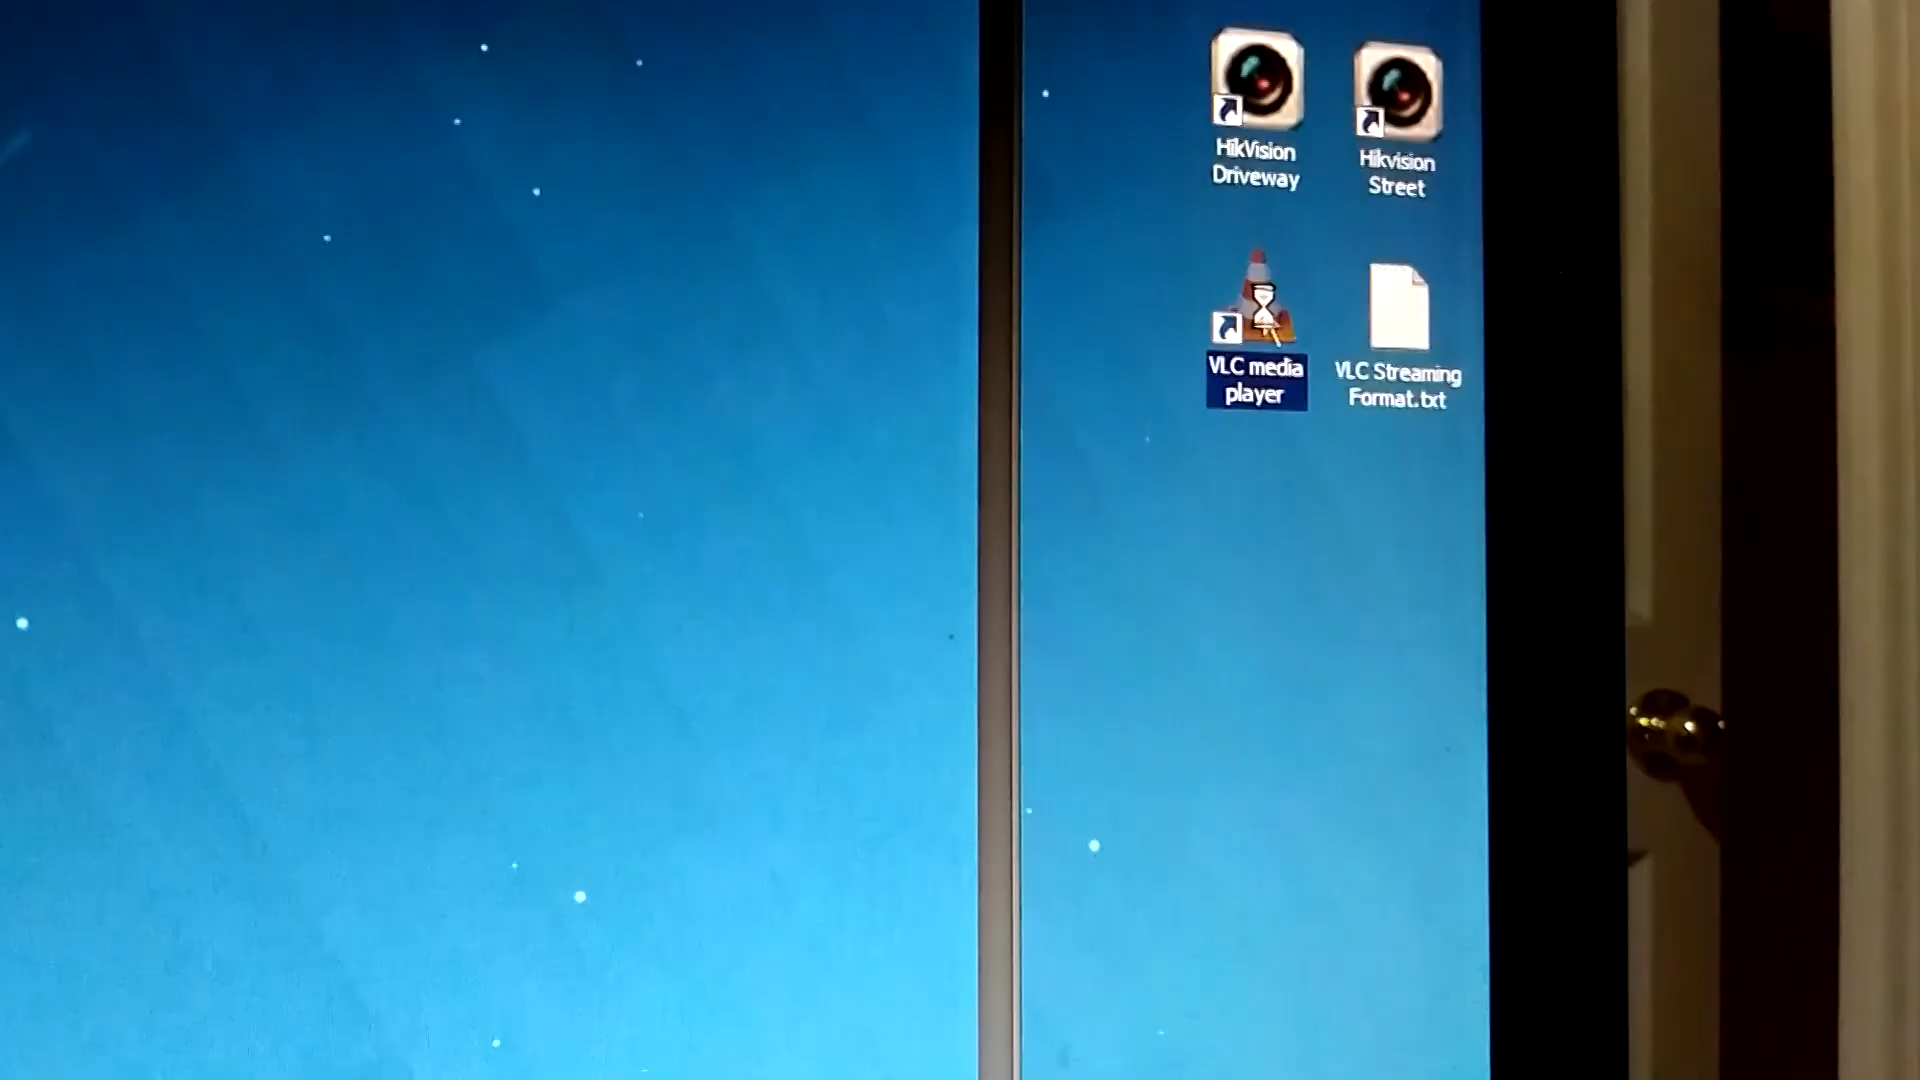 HikVision
Driveway
Hikvision
Street
VLC media
player
VLC Streaming
Format.txt